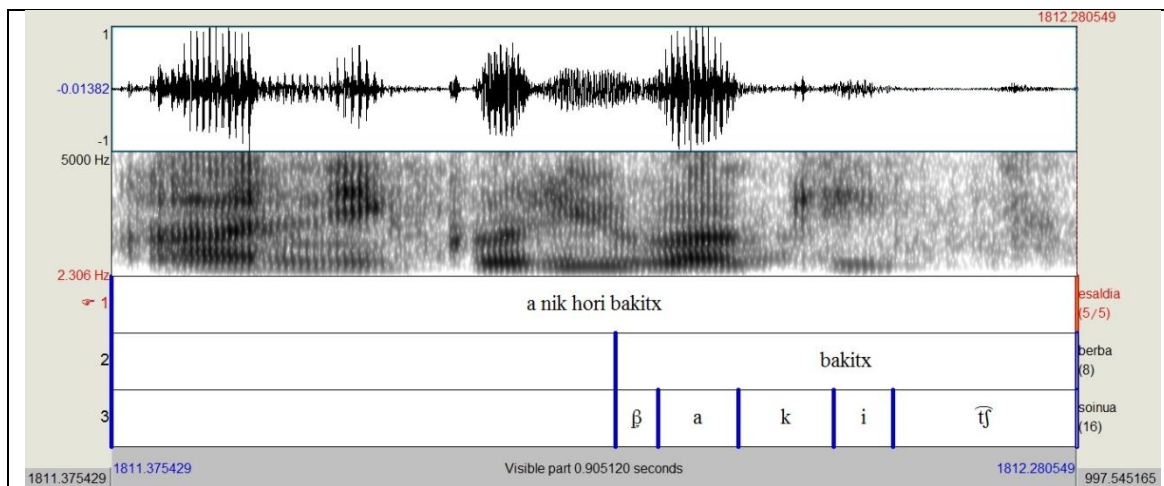 1812.280549
1
-0.01382
-1
5000 Hz
2.306 Hz
1 a nik hori bakitx esaldia (5/5)
2 bakitx berba (8)
3 β̞ a k i t͡ʃ soinua (16)
1811.375429 1811.375429 Visible part 0.905120 seconds 1812.280549 997.545165